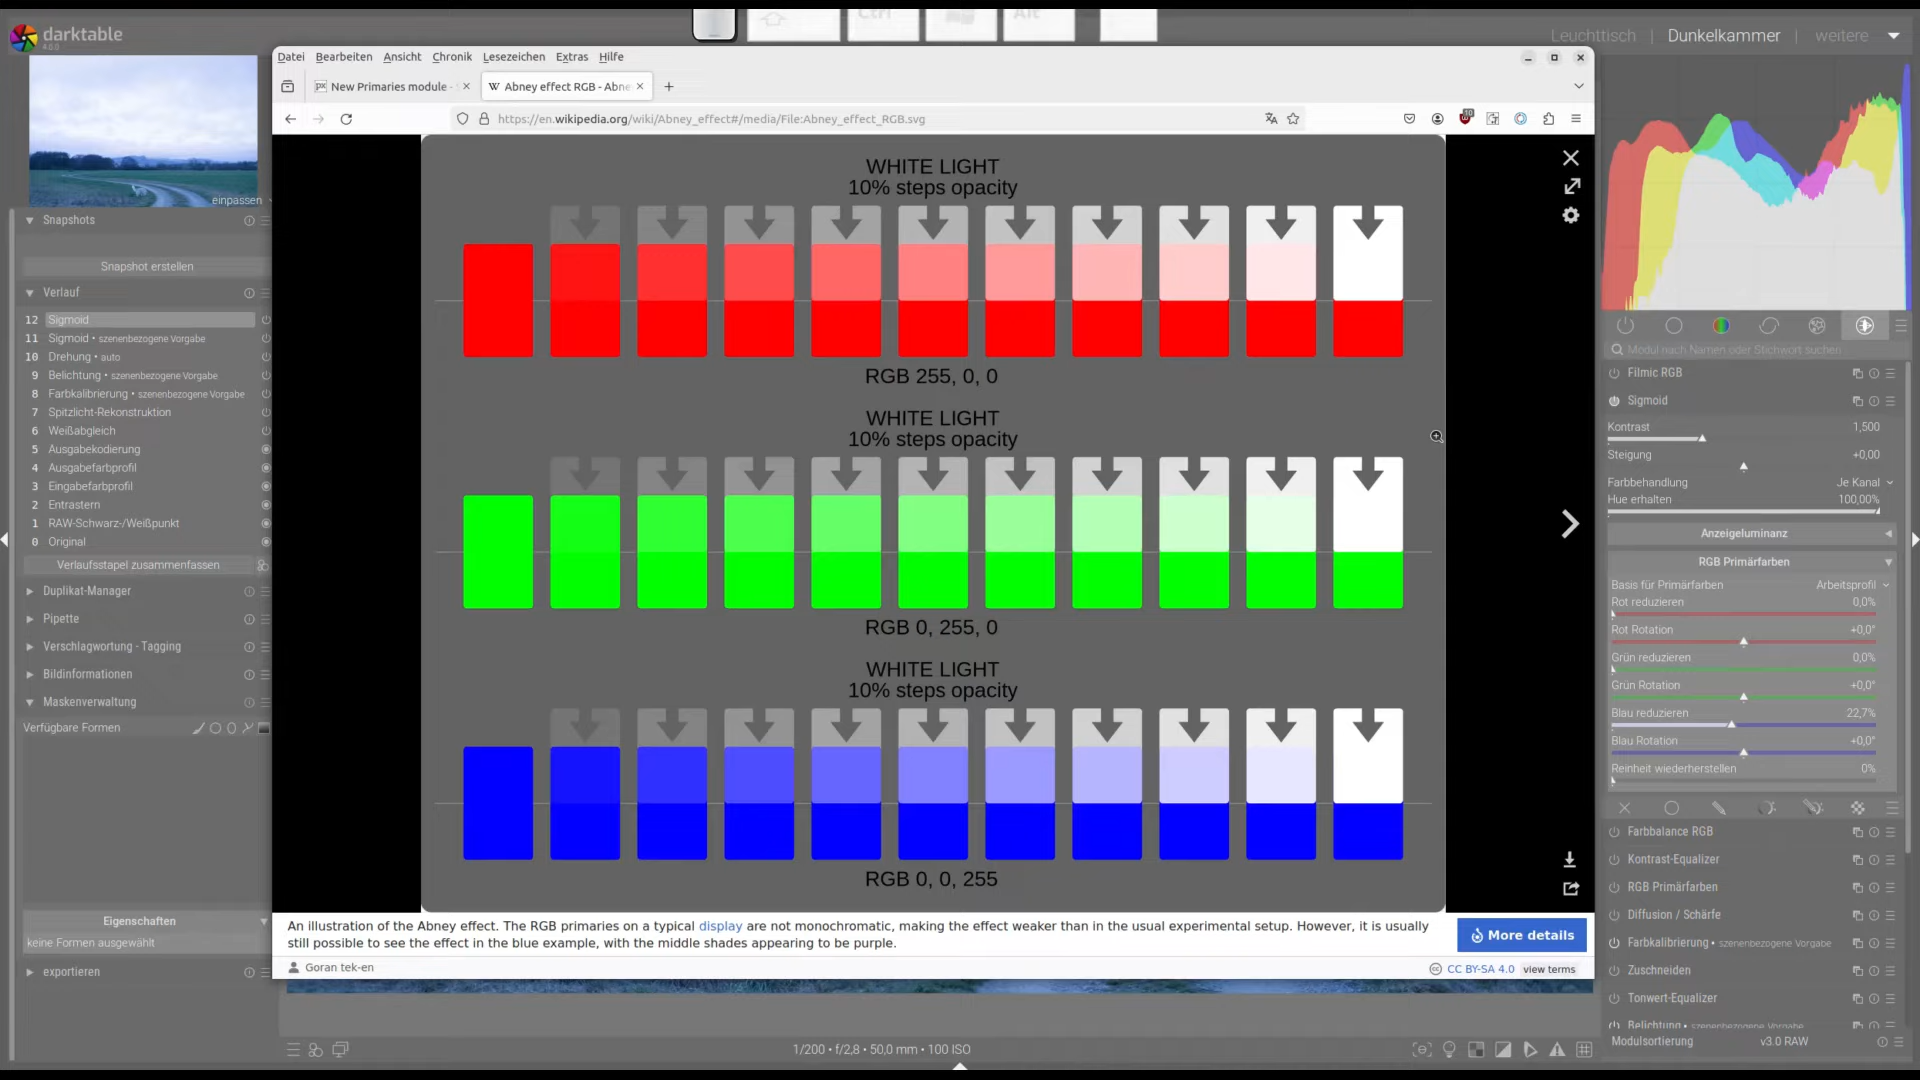 Ctrl
Alt
darktable
4.6.0
Leuchttisch | Dunkelkammer | weitere
einpassen
Snapshots
Snapshot erstellen
Verlauf
12 Sigmoid
11 Sigmoid • szenenbezogene Vorgabe
10 Drehung • auto
9 Belichtung • szenenbezogene Vorgabe
8 Farbkalibrierung • szenenbezogene Vorgabe
7 Spitzlicht-Rekonstruktion
6 Weißabgleich
5 Ausgabekodierung
4 Ausgabefarbprofil
3 Eingabefarbprofil
2 Entrastern
1 RAW-Schwarz-/Weißpunkt
0 Original
Verlaufsstapel zusammenfassen
Duplikat-Manager
Pipette
Verschlagwortung - Tagging
Bildinformationen
Maskenverwaltung
Verfügbare Formen
Eigenschaften
keine Formen ausgewählt
exportieren
Datei Bearbeiten Ansicht Chronik Lesezeichen Extras Hilfe
New Primaries module -
W Abney effect RGB - Abne
https://en.wikipedia.org/wiki/Abney_effect#/media/File:Abney_effect_RGB.svg
WHITE LIGHT
10% steps opacity
RGB 255, 0, 0
WHITE LIGHT
10% steps opacity
RGB 0, 255, 0
WHITE LIGHT
10% steps opacity
RGB 0, 0, 255
An illustration of the Abney effect. The RGB primaries on a typical display are not monochromatic, making the effect weaker than in the usual experimental setup. However, it is usually
still possible to see the effect in the blue example, with the middle shades appearing to be purple.
More details
Goran tek-en
CC BY-SA 4.0 view terms
1/200 • f/2,8 • 50,0 mm • 100 ISO
Modul nach Namen oder Stichwort suchen
Filmic RGB
Sigmoid
Kontrast 1,500
Steigung +0,00
Farbbehandlung Je Kanal
Hue erhalten 100,00%
Anzeigeluminanz
RGB Primärfarben
Basis für Primärfarben Arbeitsprofil
Rot reduzieren 0,0%
Rot Rotation +0,0°
Grün reduzieren 0,0%
Grün Rotation +0,0°
Blau reduzieren 22,7%
Blau Rotation +0,0°
Reinheit wiederherstellen 0%
Farbbalance RGB
Kontrast-Equalizer
RGB Primärfarben
Diffusion / Schärfe
Farbkalibrierung • szenenbezogene Vorgabe
Zuschneiden
Tonwert-Equalizer
Belichtung • szenenbezogene Vorgabe
Modulsortierung v3.0 RAW